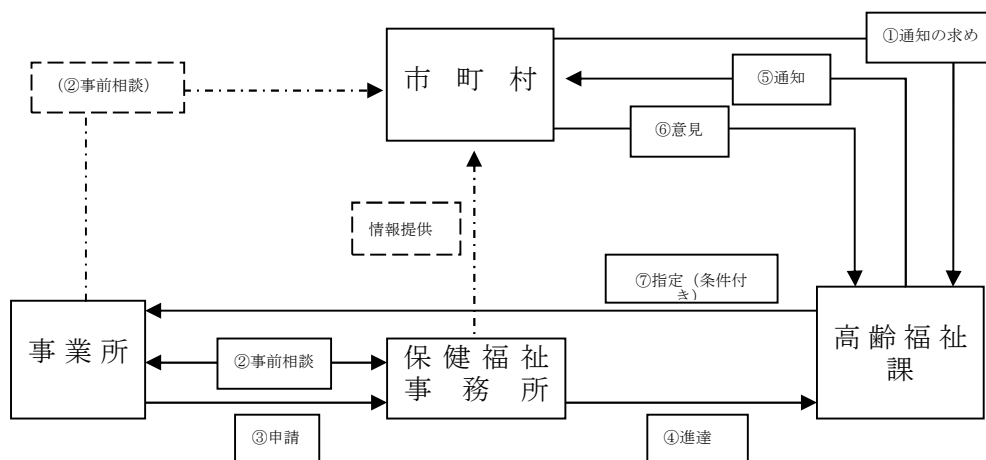 ①通知の求め
市町村
(②事前相談)
⑤通知
⑥意見
情報提供
⑦指定（条件付
き）
事業所
②事前相談
保健福祉
事務所
高齢福祉
課
③申請
④進達